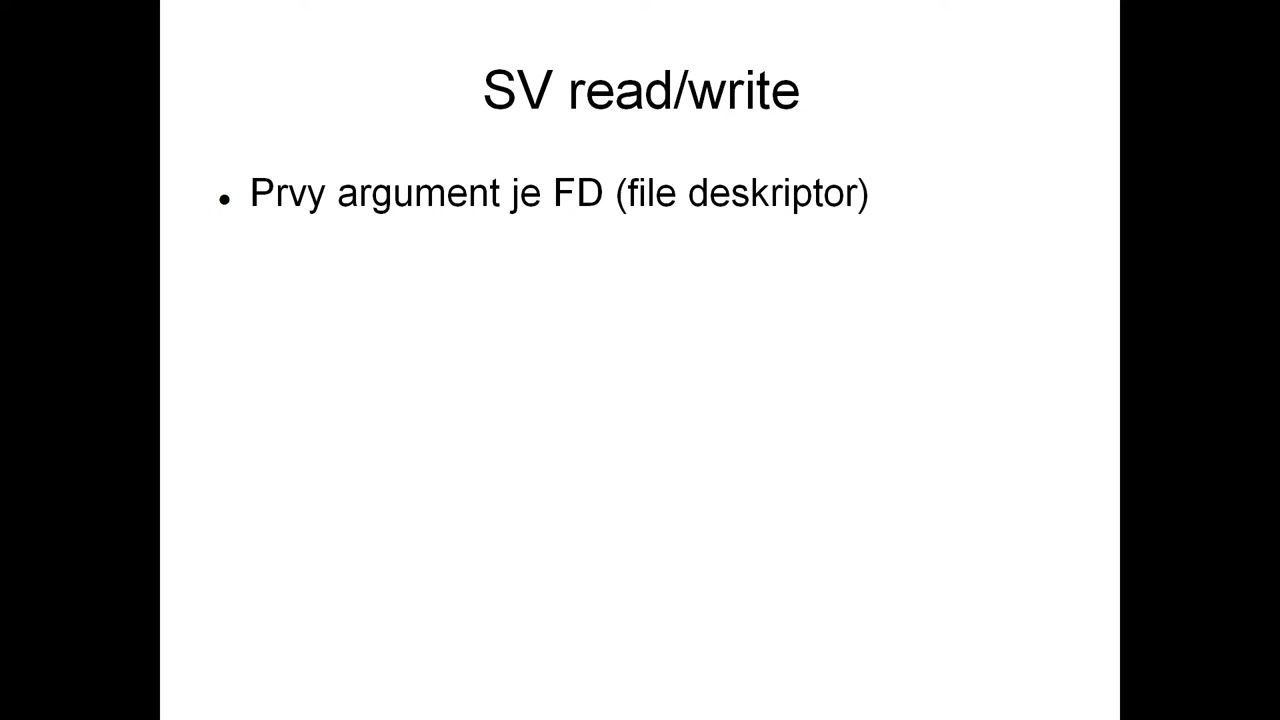 SV read/write
• Prvy argument je FD (file deskriptor)